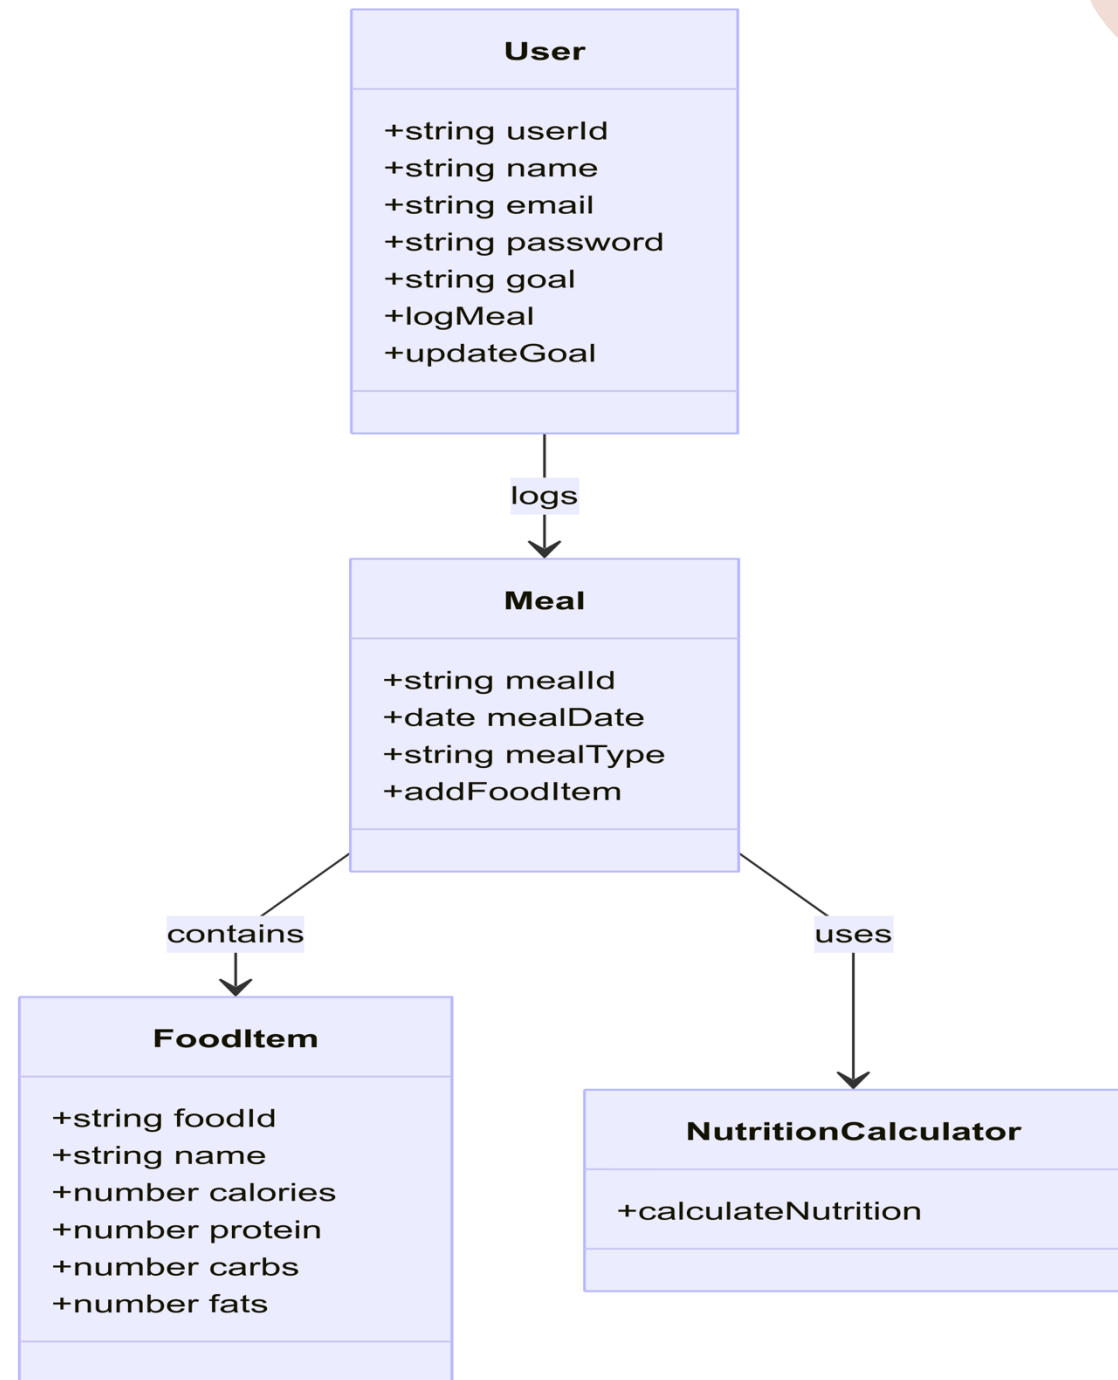 User
+string userId
+string name
+string email
+string password
+string goal
+logMeal
+updateGoal
logs
Meal
+string mealId
+date mealDate
+string mealType
+addFoodItem
contains
uses
FoodItem
+string foodId
+string name
+number calories
+number protein
+number carbs
+number fats
NutritionCalculator
+calculateNutrition